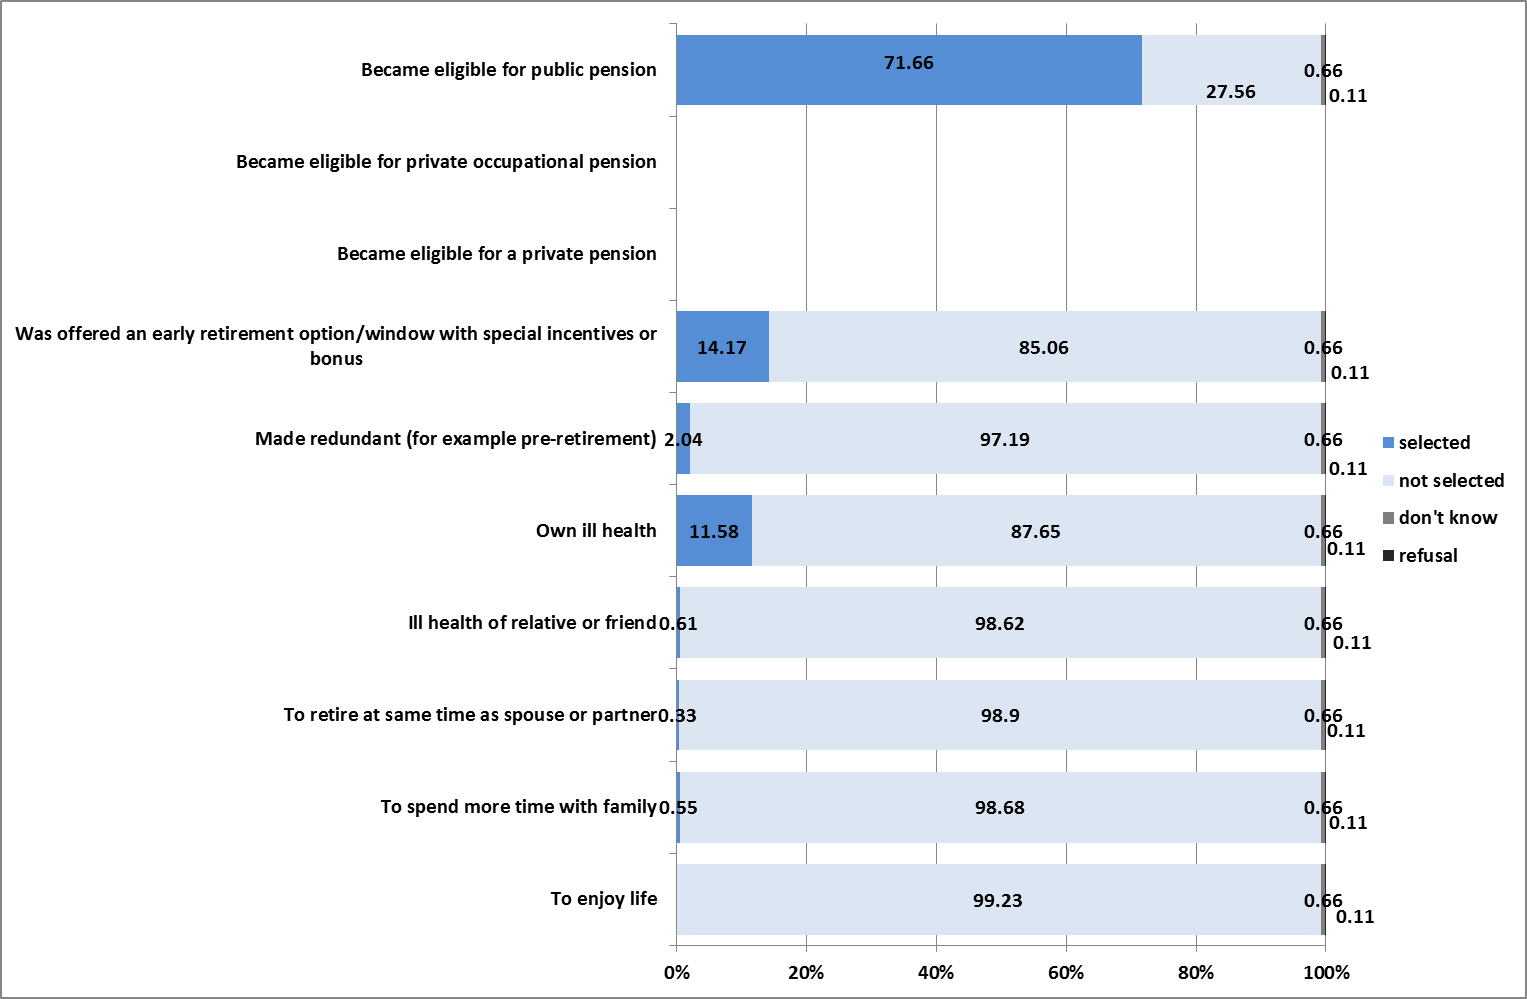 Became eligible for public pension
71.66
27.56
0.66
0.11
Became eligible for private occupational pension
Became eligible for a private pension
Was offered an early retirement option/window with special incentives or
bonus
14.17
85.06
0.66
0.11
Made redundant (for example pre-retirement)
2.04
97.19
0.66
0.11
Own ill health
11.58
87.65
0.66
0.11
Ill health of relative or friend
0.61
98.62
0.66
0.11
To retire at same time as spouse or partner
0.33
98.9
0.66
0.11
To spend more time with family
0.55
98.68
0.66
0.11
To enjoy life
99.23
0.66
0.11
0%
20%
40%
60%
80%
100%
selected
not selected
don't know
refusal